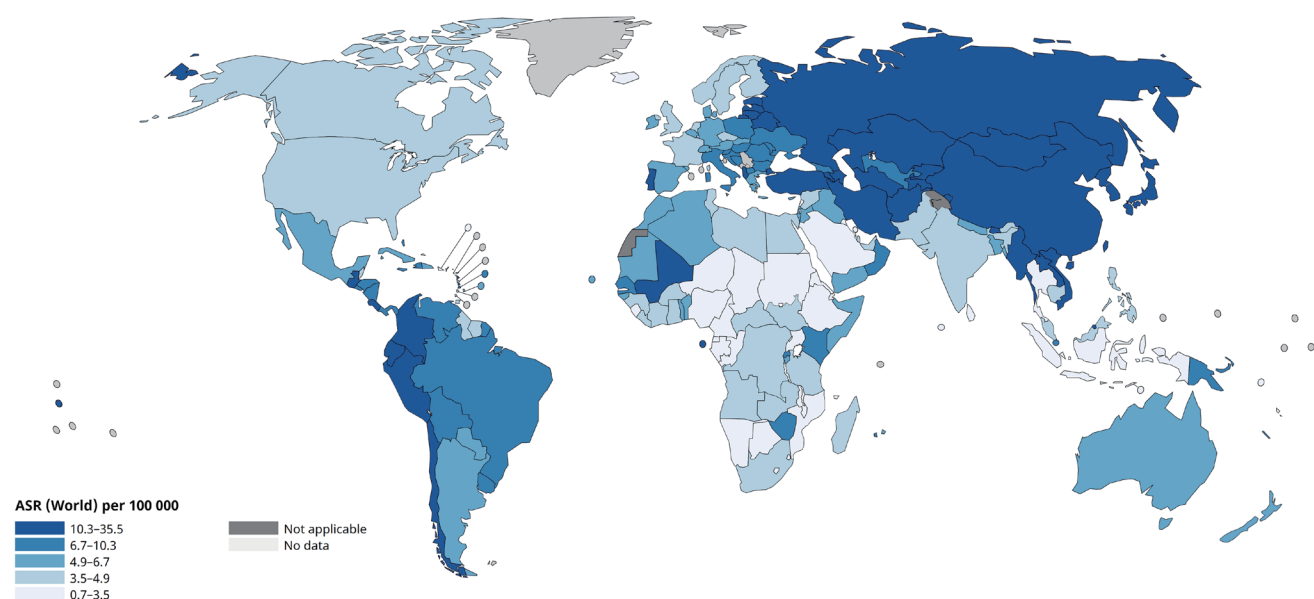 ASR (World) per 100 000
10.3–35.5
6.7–10.3
4.9–6.7
3.5–4.9
0.7–3.5
Not applicable
No data